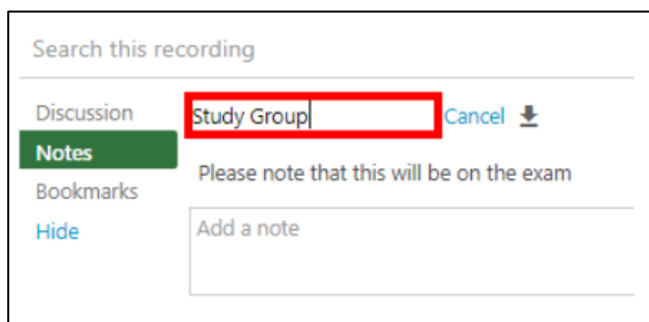 Search this recording
Discussion
Study Group
Cancel
Notes
Please note that this will be on the exam
Bookmarks
Hide
Add a note